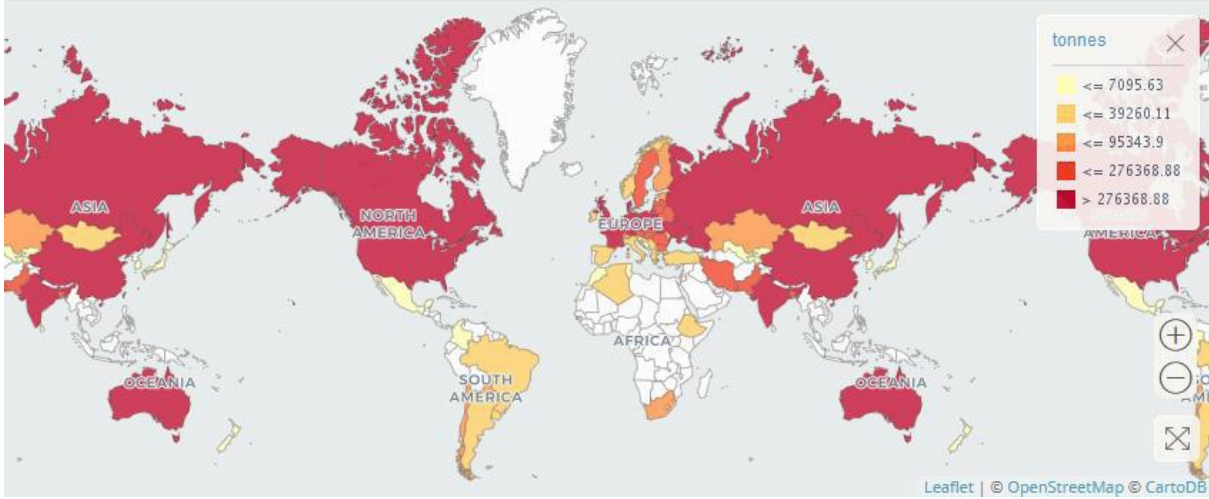 tonnes
<= 7095.63
<= 39260.11
<= 95343.9
<= 276368.88
> 276368.88
ASIA
NORTH
AMERICA
EUROPE
ASIA
AMERICA
AFRICA
OCEANIA
SOUTH
AMERICA
OCEANIA
Leaflet | © OpenStreetMap © CartoDB